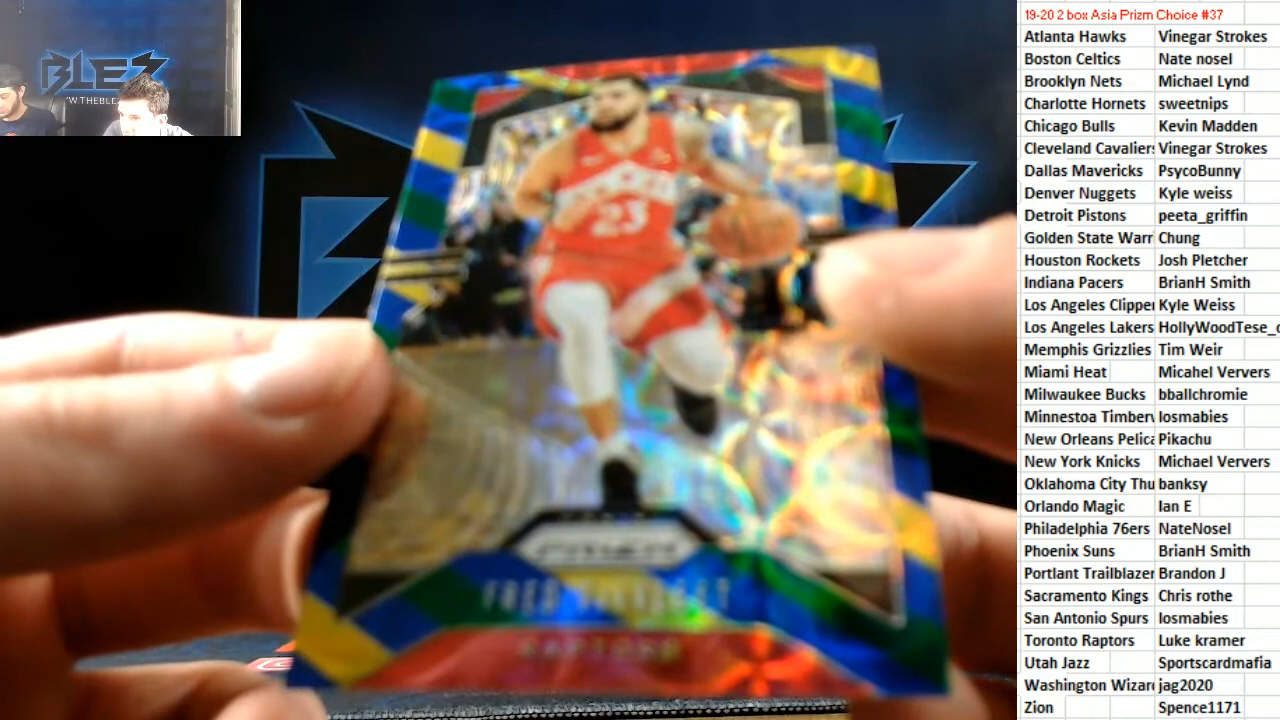 BLEZ
W.THEBLEZ
23
PRIZM
FRED VANVLEET
RAPTORS
19-20 2 box Asia Prizm Choice #37
Atlanta Hawks Vinegar Strokes
Boston Celtics Nate nosel
Brooklyn Nets Michael Lynd
Charlotte Hornets sweetnips
Chicago Bulls Kevin Madden
Cleveland Cavaliers Vinegar Strokes
Dallas Mavericks PsycoBunny
Denver Nuggets Kyle weiss
Detroit Pistons peeta_griffin
Golden State Warr Chung
Houston Rockets Josh Pletcher
Indiana Pacers BrianH Smith
Los Angeles Clipper Kyle Weiss
Los Angeles Lakers HollyWoodTese_
Memphis Grizzlies Tim Weir
Miami Heat Micahel Ververs
Milwaukee Bucks bballchromie
Minnestoa Timberv losmabies
New Orleans Pelica Pikachu
New York Knicks Michael Ververs
Oklahoma City Thu banksy
Orlando Magic Ian E
Philadelphia 76ers NateNosel
Phoenix Suns BrianH Smith
Portlant Trailblazer Brandon J
Sacramento Kings Chris rothe
San Antonio Spurs losmabies
Toronto Raptors Luke kramer
Utah Jazz Sportscardmafia
Washington Wizard jag2020
Zion Spence1171